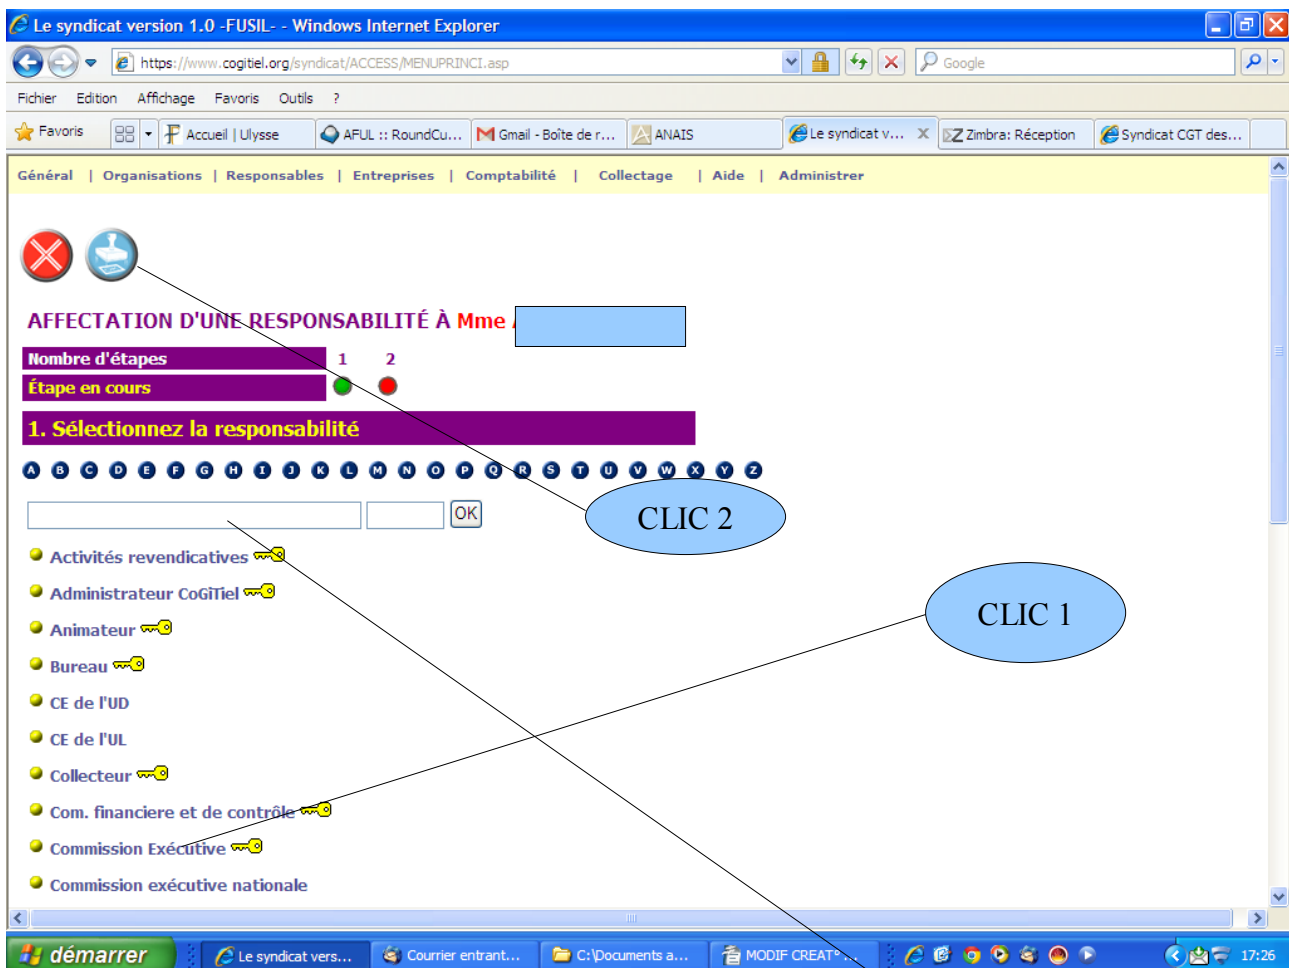 Le syndicat version 1.0 -FUSIL- - Windows Internet Explorer
https://www.cogitiel.org/syndicat/ACCESS/MENUPRINCI.asp
Google
Fichier Edition Affichage Favoris Outils ?
Favoris
Accueil | Ulysse
AFUL :: RoundCu...
Gmail - Boîte de r...
ANAIS
Le syndicat v... X
Zimbra: Réception
Syndicat CGT des...
Général | Organisations | Responsables | Entreprises | Comptabilité | Collectage | Aide | Administrer
AFFECTATION D'UNE RESPONSABILITÉ À Mme
Nombre d'étapes 1 2
Étape en cours
1. Sélectionnez la responsabilité
A B C D E F G H I J K L M N O P Q R S T U V W X Y Z
OK
CLIC 2
Activités revendicatives
Administrateur CoGiTiel
CLIC 1
Animateur
Bureau
CE de l'UD
CE de l'UL
Collecteur
Com. financiere et de contrôle
Commission Exécutive
Commission exécutive nationale
démarrer
Le syndicat vers...
Courrier entrant...
C:\Documents a...
MODIF CREAT° ...
17:26